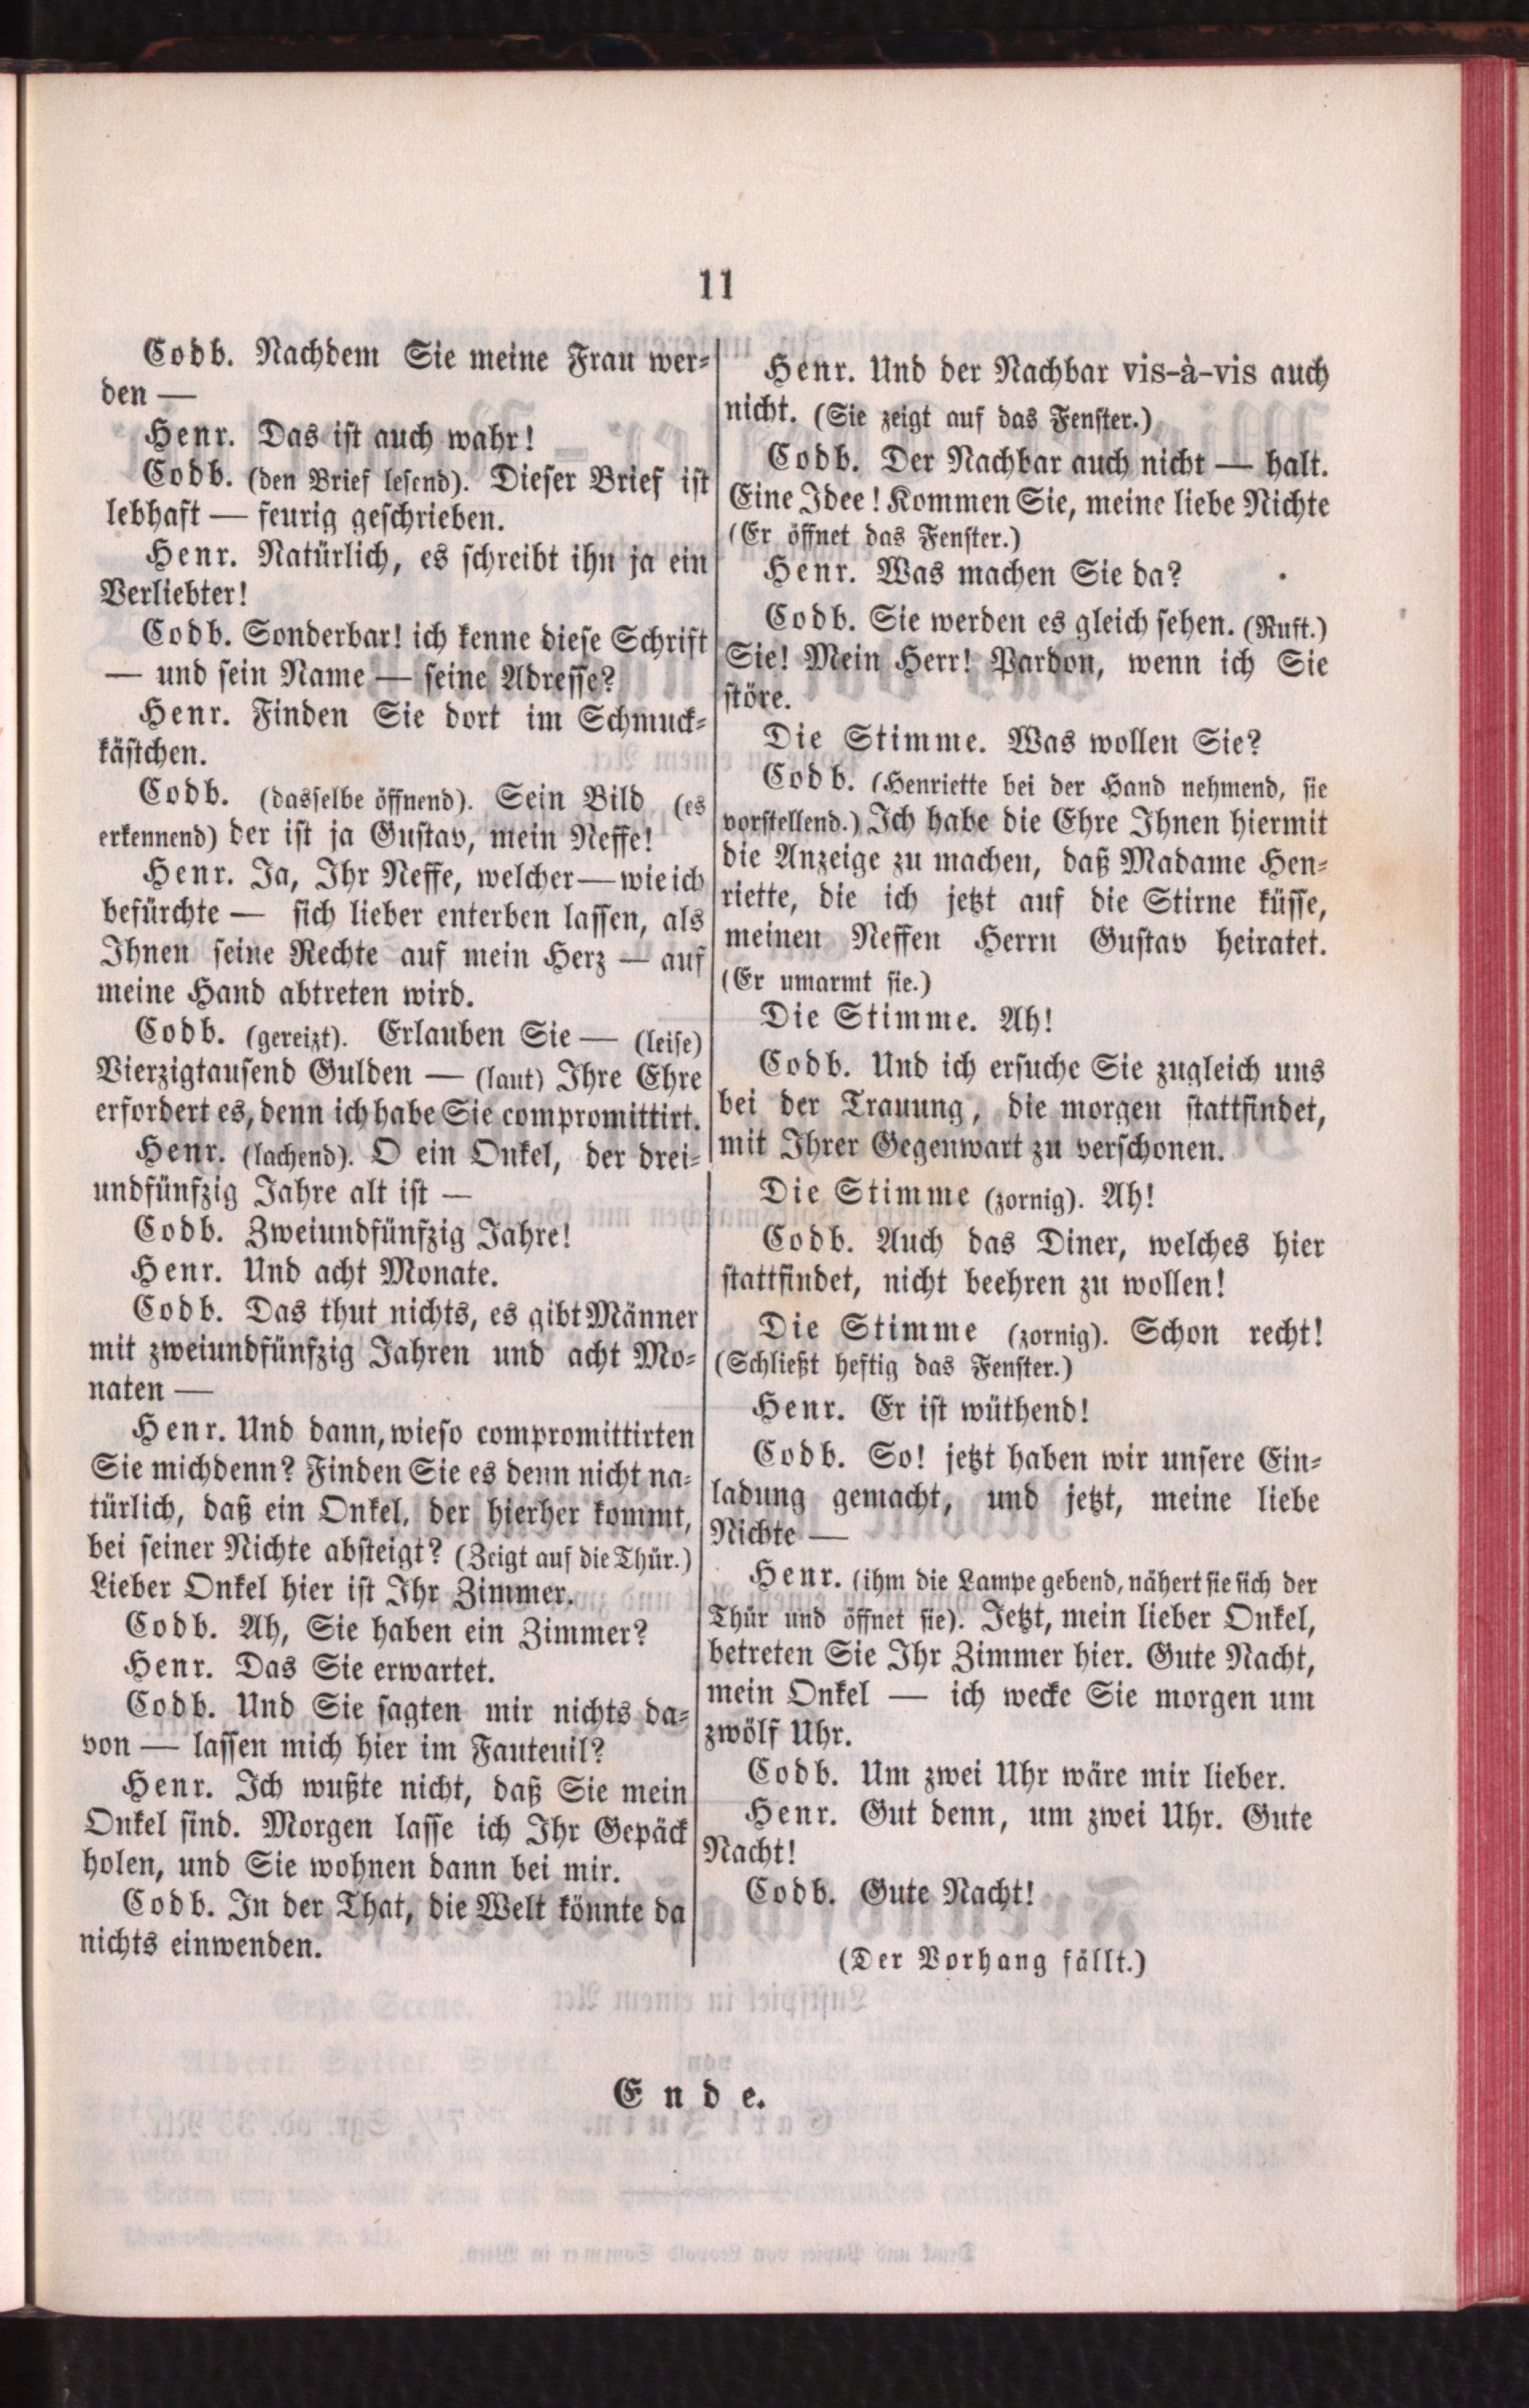 11
Codb. Nachdem Sie meine Frau wer-
den —
Henr. Das ist auch wahr!
Codb. (den Brief lesend). Dieser Brief ist
lebhaft — feurig geschrieben.
Henr. Natürlich, es schreibt ihn ja ein
Verliebter!
Codb. Sonderbar! ich kenne diese Schrift
— und sein Name — seine Adresse?
Henr. Finden Sie dort im Schmuck-
kästchen.
Codb. (dasselbe öffnend). Sein Bild (es
erkennend) der ist ja Gustav, mein Neffe!
Henr. Ja, Ihr Neffe, welcher — wie ich
befürchte — sich lieber enterben lassen, als
Ihnen seine Rechte auf mein Herz — auf
meine Hand abtreten wird.
Codb. (gereizt). Erlauben Sie — (leise)
Vierzigtausend Gulden — (laut) Ihre Ehre
erfordert es, denn ich habe Sie compromittirt.
Henr. (lachend). O ein Onkel, der drei-
undfünfzig Jahre alt ist —
Codb. Zweiundfünfzig Jahre!
Henr. Und acht Monate.
Codb. Das thut nichts, es gibt Männer
mit zweiundfünfzig Jahren und acht Mo-
naten —
Henr. Und dann, wieso compromittirten
Sie mich denn? Finden Sie es denn nicht na-
türlich, daß ein Onkel, der hierher kommt,
bei seiner Nichte absteigt? (Zeigt auf die Thür.)
Lieber Onkel hier ist Ihr Zimmer.
Codb. Ah, Sie haben ein Zimmer?
Henr. Das Sie erwartet.
Codb. Und Sie sagten mir nichts da-
von — lassen mich hier im Fauteuil?
Henr. Ich wußte nicht, daß Sie mein
Onkel sind. Morgen lasse ich Ihr Gepäck
holen, und Sie wohnen dann bei mir.
Codb. In der That, die Welt könnte da
nichts einwenden.
Henr. Und der Nachbar vis-à-vis auch
nicht. (Sie zeigt auf das Fenster.)
Codb. Der Nachbar auch nicht — halt.
Eine Idee! Kommen Sie, meine liebe Nichte
(Er öffnet das Fenster.)
Henr. Was machen Sie da?
Codb. Sie werden es gleich sehen. (Ruft.)
Sie! Mein Herr! Pardon, wenn ich Sie
störe.
Die Stimme. Was wollen Sie?
Codb. (Henriette bei der Hand nehmend, sie
vorstellend.) Ich habe die Ehre Ihnen hiermit
die Anzeige zu machen, daß Madame Hen-
riette, die ich jetzt auf die Stirne küsse,
meinen Neffen Herrn Gustav heiratet.
(Er umarmt sie.)
Die Stimme. Ah!
Codb. Und ich ersuche Sie zugleich uns
bei der Trauung, die morgen stattfindet,
mit Ihrer Gegenwart zu verschonen.
Die Stimme (zornig). Ah!
Codb. Auch das Diner, welches hier
stattfindet, nicht beehren zu wollen!
Die Stimme (zornig). Schon recht!
(Schließt heftig das Fenster.)
Henr. Er ist wüthend!
Codb. So! jetzt haben wir unsere Ein-
ladung gemacht, und jetzt, meine liebe
Nichte —
Henr. (ihm die Lampe gebend, nähert sie sich der
Thür und öffnet sie). Jetzt, mein lieber Onkel,
betreten Sie Ihr Zimmer hier. Gute Nacht,
mein Onkel — ich wecke Sie morgen um
zwölf Uhr.
Codb. Um zwei Uhr wäre mir lieber.
Henr. Gut denn, um zwei Uhr. Gute
Nacht!
Codb. Gute Nacht!
(Der Vorhang fällt.)
Ende.